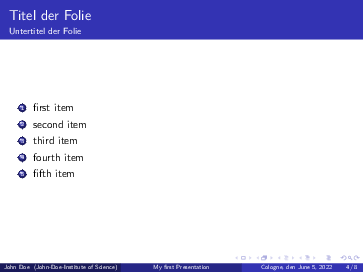 Titel der Folie
Untertitel der Folie
1 first item
2 second item
3 third item
4 fourth item
5 fifth item
John Doe (John-Doe-Institute of Science) My first Presentation Cologne, den June 5, 2022 4 / 8